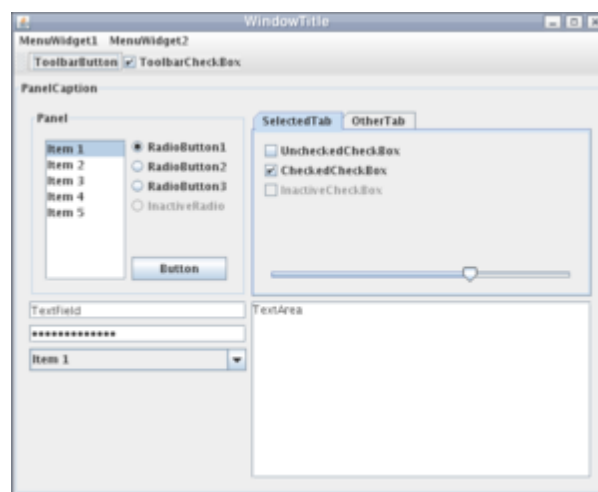 WindowTitle
MenuWidget1 MenuWidget2
ToolbarButton ToolbarCheckBox
PanelCaption
Panel
Item 1
Item 2
Item 3
Item 4
Item 5
RadioButton1
RadioButton2
RadioButton3
InactiveRadio
Button
SelectedTab OtherTab
UncheckedCheckBox
CheckedCheckBox
InactiveCheckBox
TextField
•••••••••••••
Item 1
TextArea